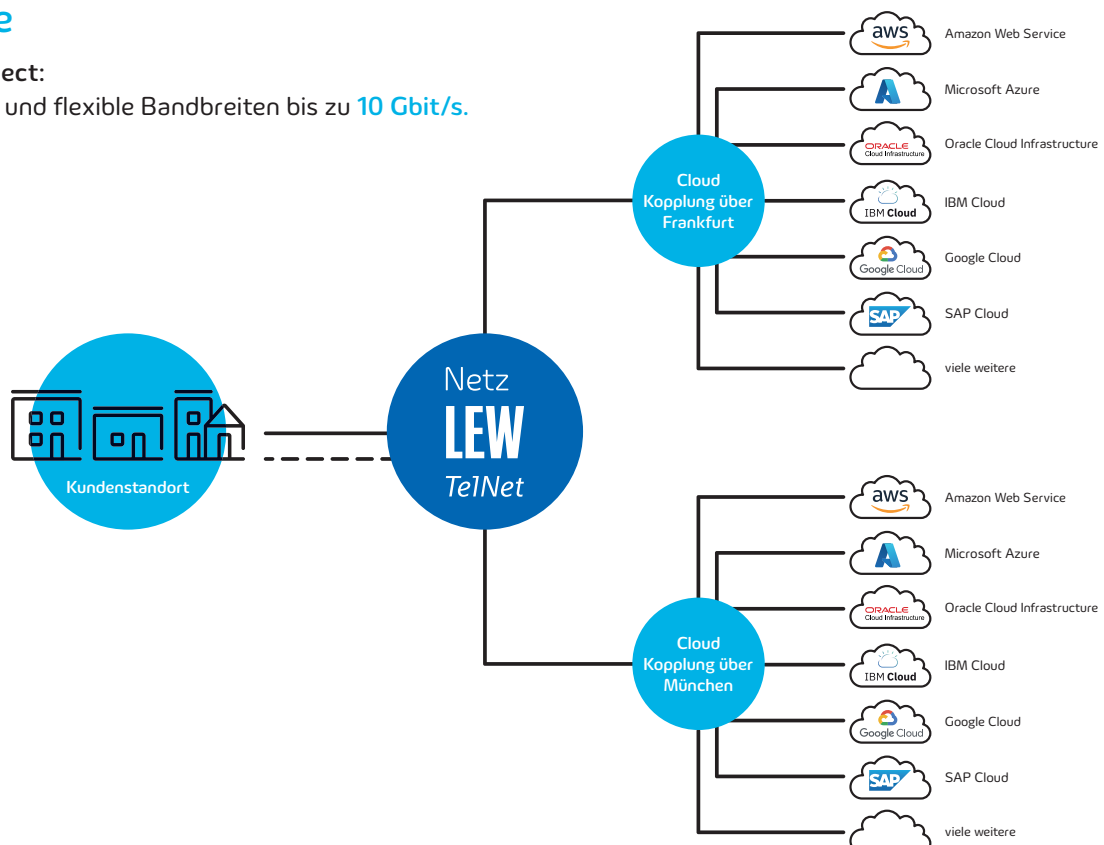 e
ect:
und flexible Bandbreiten bis zu 10 Gbit/s.
Kundenstandort
Netz
LEW
TelNet
Cloud
Kopplung über
Frankfurt
aws
Amazon Web Service
Microsoft Azure
ORACLE
Cloud Infrastructure
Oracle Cloud Infrastructure
IBM Cloud
IBM Cloud
Google Cloud
Google Cloud
SAP
SAP Cloud
viele weitere
Cloud
Kopplung über
München
aws
Amazon Web Service
Microsoft Azure
ORACLE
Cloud Infrastructure
Oracle Cloud Infrastructure
IBM Cloud
IBM Cloud
Google Cloud
Google Cloud
SAP
SAP Cloud
viele weitere